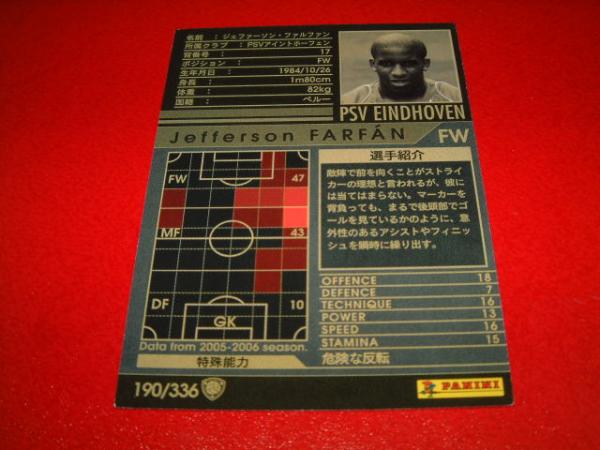 名前 : ジェファーソン・ファルファン
所属クラブ : PSVアイントホーフェン
背番号 : 17
ポジション : FW
生年月日 : 1984/10/26
身長 : 1m80cm
体重 : 82kg
国籍 : ペルー
PSV EINDHOVEN
Jefferson FARFÁN FW
FW 47
MF 43
DF 10
GK
Data from 2005-2006 season.
選手紹介
敵陣で前を向くことがストライ
カーの理想と言われるが、彼に
は当てはまらない。マーカーを
背負っても、まるで後頭部でゴ
ールを見ているかのように、意
外性のあるアシストやフィニッ
シュを瞬時に繰り出す。
OFFENCE 18
DEFENCE 7
TECHNIQUE 16
POWER 13
SPEED 16
STAMINA 15
特殊能力 危険な反転
190/336
PANINI